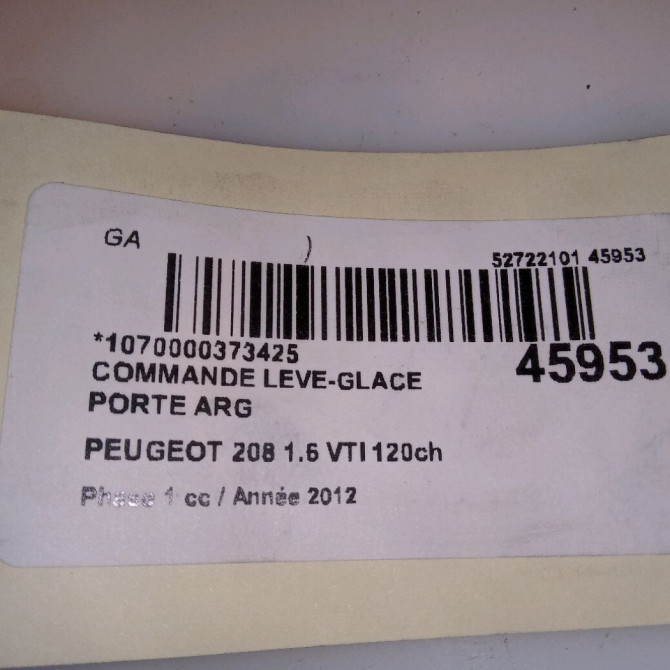 GA
52722101 45953
*1070000373425
45953
COMMANDE LEVE-GLACE
PORTE ARG
PEUGEOT 208 1.6 VTI 120ch
Phase 1 cc / Année 2012